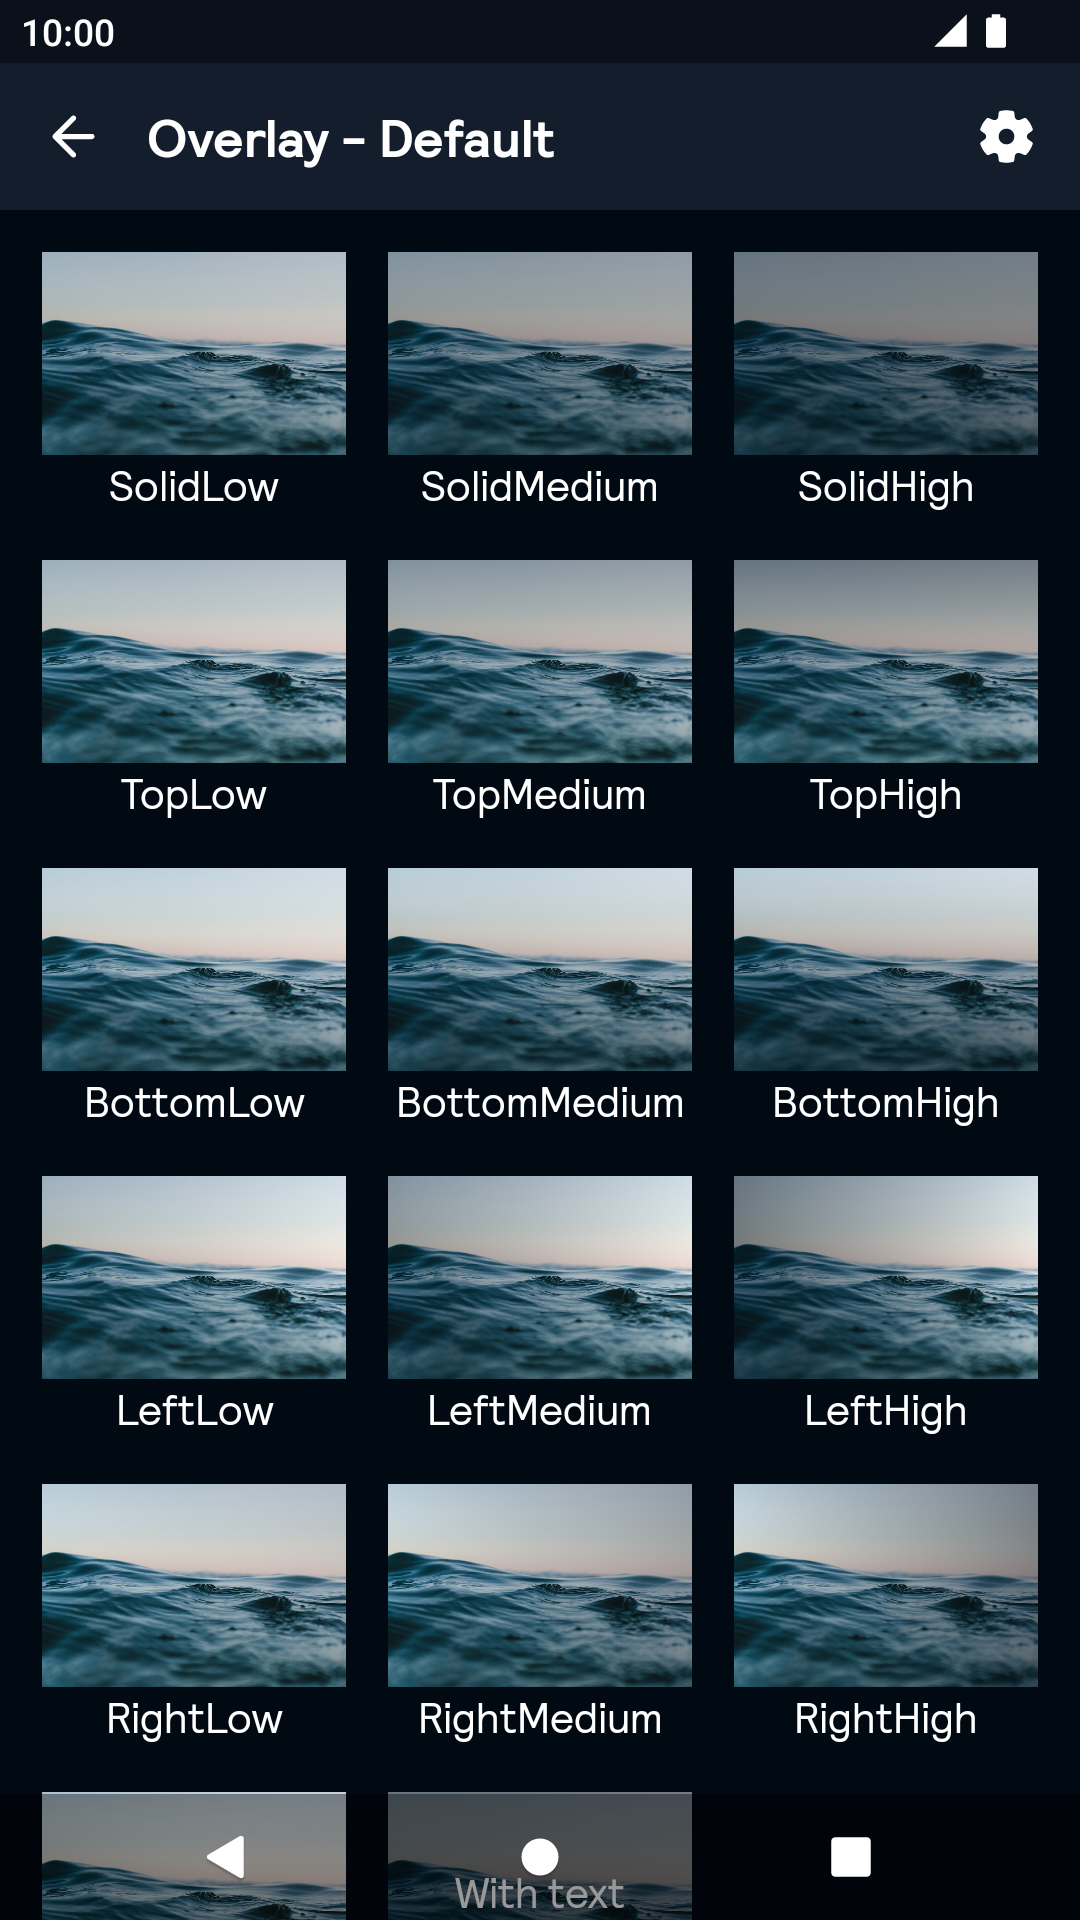 10:00
Overlay - Default
SolidLow SolidMedium SolidHigh
TopLow TopMedium TopHigh
BottomLow BottomMedium BottomHigh
LeftLow LeftMedium LeftHigh
RightLow RightMedium RightHigh
With text